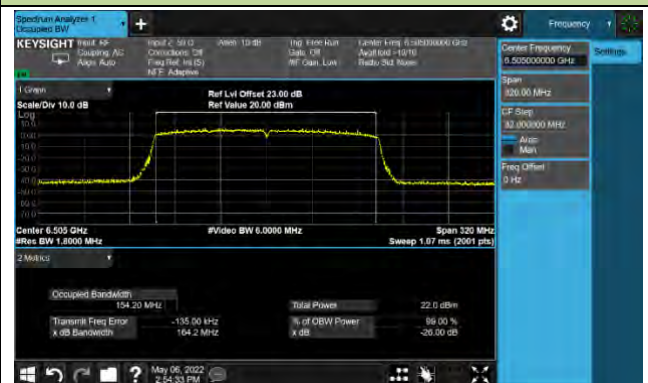 Spectrum Analyzer 1
Occupied BW
Frequency
KEYSIGHT Input: RF
Coupling: AC
Align: Auto
Input Z: 50 Ω
Corrections: Off
Freq Ref: Int (S)
NFE: Adaptive
Atten: 10 dB
Trig: Free Run
Gate: Off
#IF Gain: Low
Center Freq: 6.505000000 GHz
Avg|Hold: >10/10
Radio Std: None
Center Frequency
6.505000000 GHz
Settings
Span
320.00 MHz
CF Step
32.000000 MHz
Auto
Man
Freq Offset
0 Hz
1 Graph
Scale/Div 10.0 dB
Ref Lvl Offset 23.00 dB
Ref Value 20.00 dBm
Log
10.0
0.00
-10.0
Center 6.505 GHz
#Res BW 1.8000 MHz
#Video BW 6.0000 MHz
Span 320 MHz
Sweep 1.07 ms (2001 pts)
2 Metrics
Occupied Bandwidth
154.20 MHz
Total Power
22.0 dBm
Transmit Freq Error
-135.00 kHz
% of OBW Power
99.00 %
x dB Bandwidth
164.2 MHz
x dB
-26.00 dB
May 06, 2022
2:54:33 PM